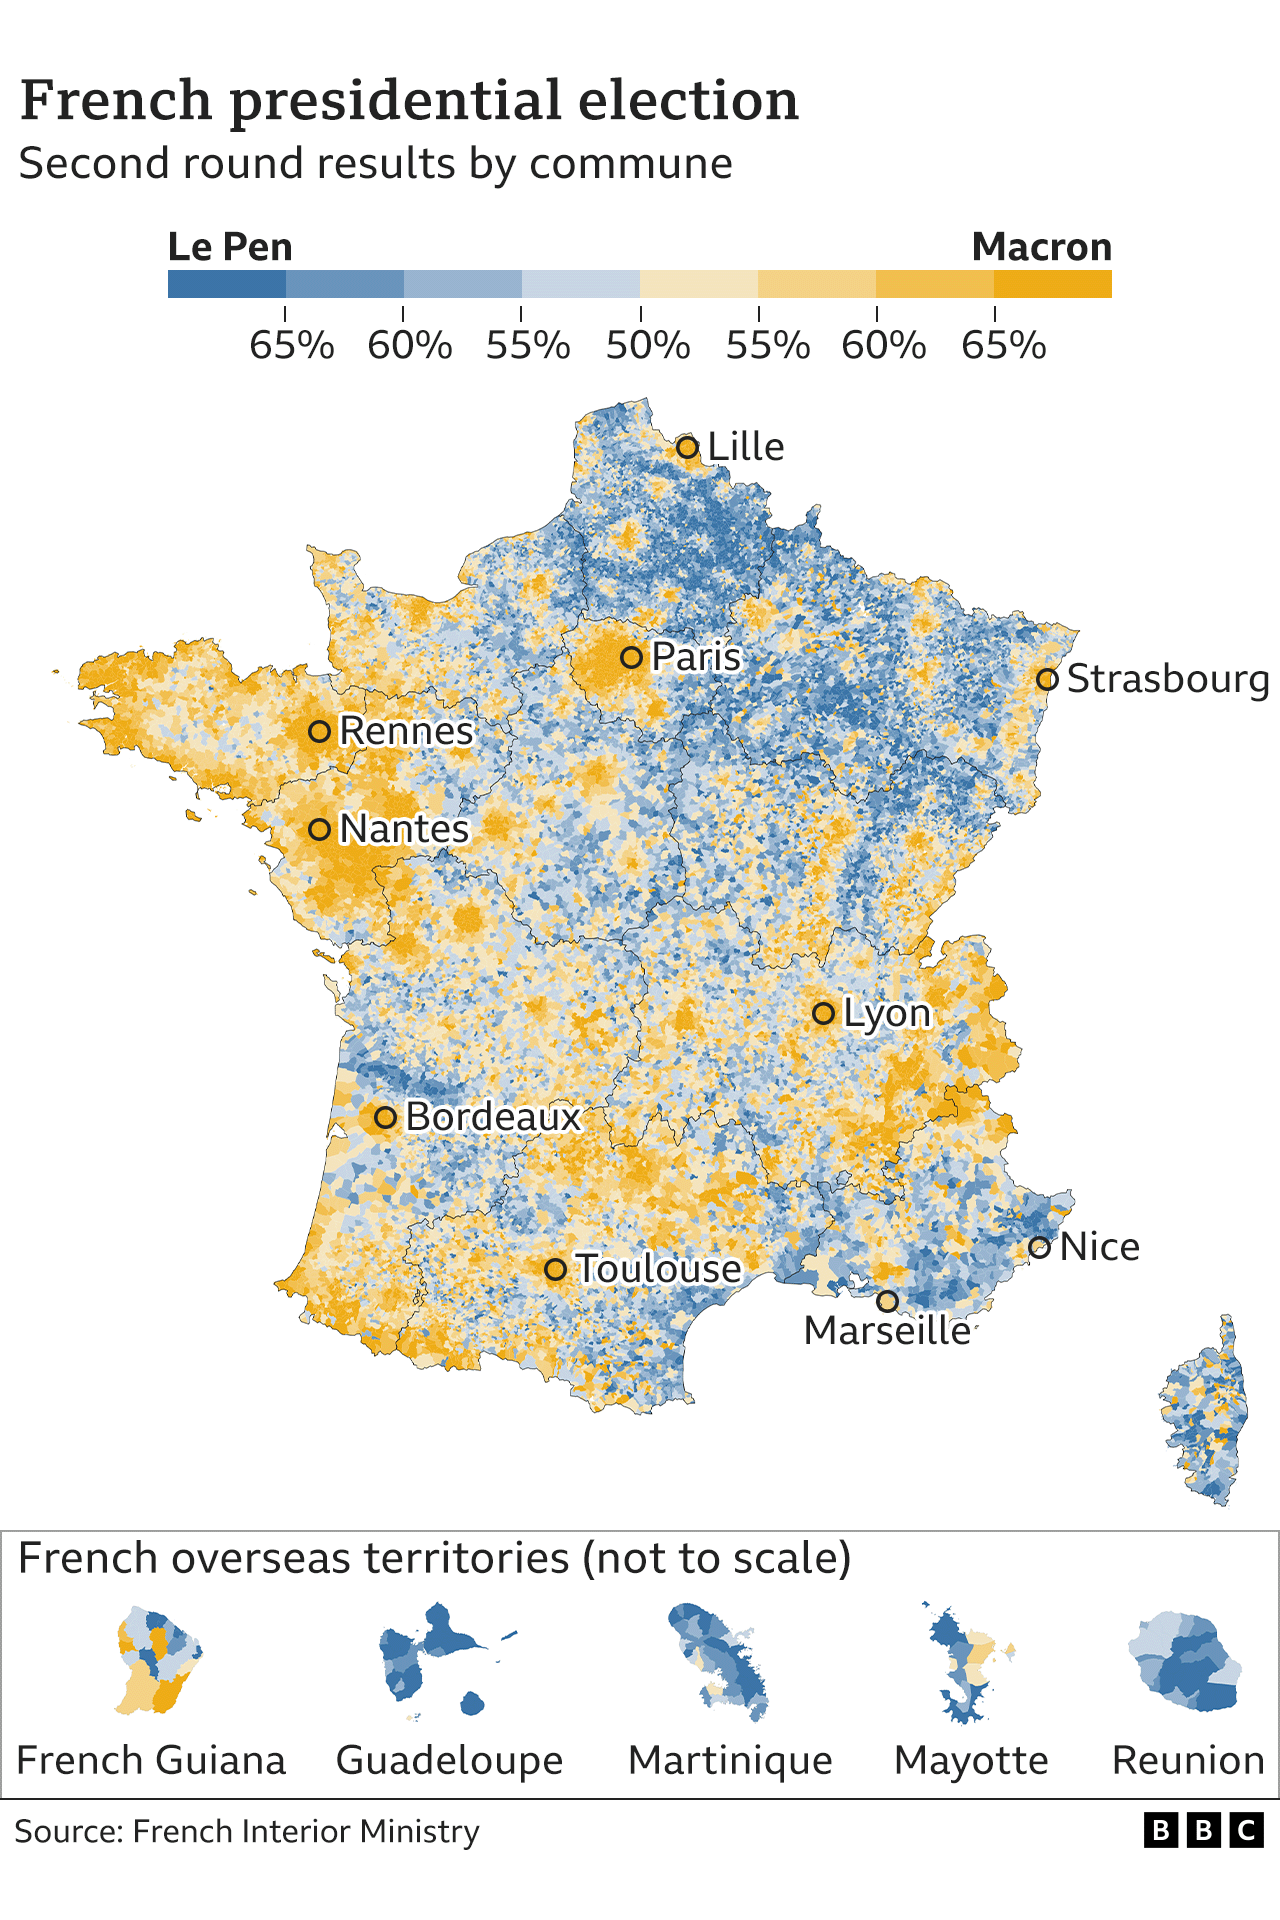 French presidential election
Second round results by commune
Le Pen Macron
65% 60% 55% 50% 55% 60% 65%
Lille
Paris
Strasbourg
Rennes
Nantes
Lyon
Bordeaux
Nice
Toulouse
Marseille
French overseas territories (not to scale)
French Guiana Guadeloupe Martinique Mayotte Reunion
Source: French Interior Ministry BBC